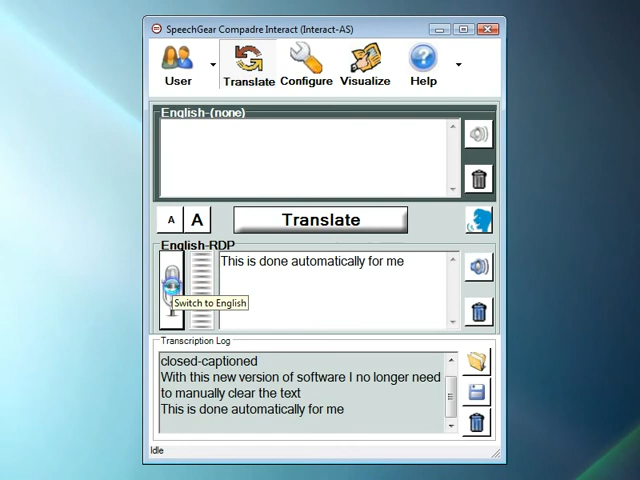 SpeechGear Compadre Interact (Interact-AS)
User Translate Configure Visualize Help
English-(none)
A A Translate
English-RDP
This is done automatically for me
Switch to English
Transcription Log
closed-captioned
With this new version of software I no longer need
to manually clear the text
This is done automatically for me
Idle